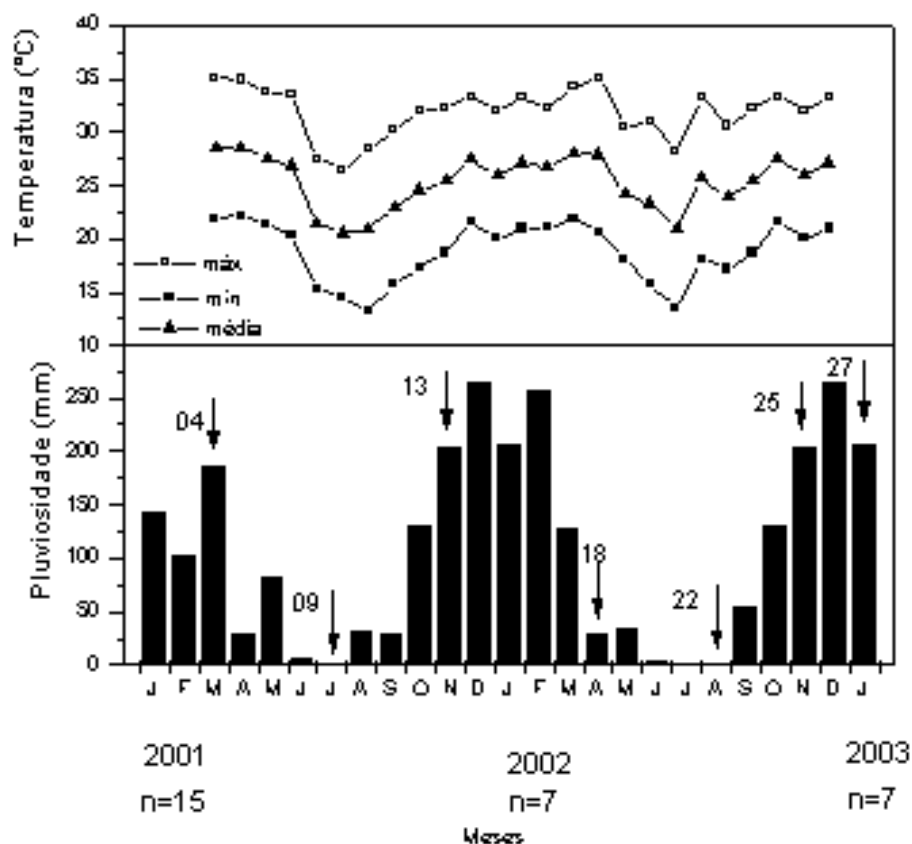 Temperatura (°C)
40
35
30
25
20
15
10
máx
mín
média
Pluviosidade (mm)
250
200
150
100
50
0
04
09
13
18
22
25
27
J F M A M J J A S O N D J F M A M J J A S O N D J
2001
n=15
2002
n=7
2003
n=7
Meses